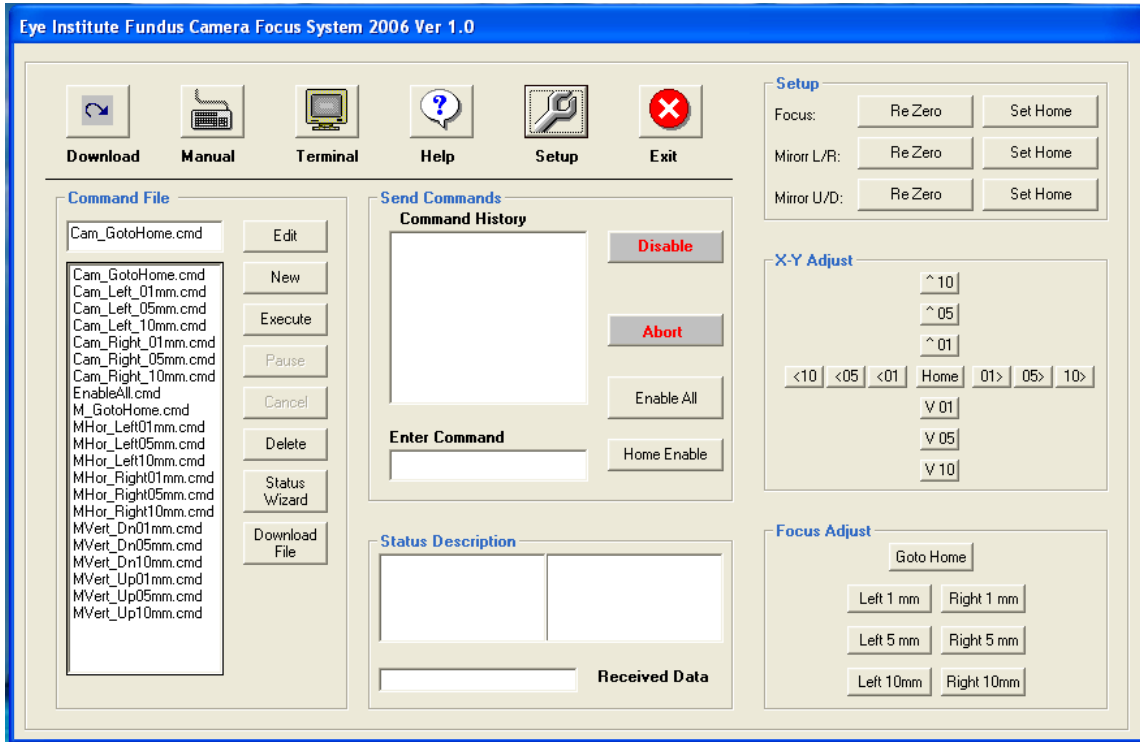 Eye Institute Fundus Camera Focus System 2006 Ver 1.0
Download
Manual
Terminal
?
Help
Setup
Exit
Command File
Cam_GotoHome.cmd
Edit
New
Execute
Pause
Cancel
Delete
Status
Wizard
Download
File
Cam_GotoHome.cmd
Cam_Left_01mm.cmd
Cam_Left_05mm.cmd
Cam_Left_10mm.cmd
Cam_Right_01mm.cmd
Cam_Right_05mm.cmd
Cam_Right_10mm.cmd
EnableAll.cmd
M_GotoHome.cmd
MHor_Left01mm.cmd
MHor_Left05mm.cmd
MHor_Left10mm.cmd
MHor_Right01mm.cmd
MHor_Right05mm.cmd
MHor_Right10mm.cmd
MVert_Dn01mm.cmd
MVert_Dn05mm.cmd
MVert_Dn10mm.cmd
MVert_Up01mm.cmd
MVert_Up05mm.cmd
MVert_Up10mm.cmd
Send Commands
Command History
Disable
Abort
Enable All
Enter Command
Home Enable
Status Description
Received Data
Setup
Focus: Re Zero Set Home
Mirorr L/R: Re Zero Set Home
Mirror U/D: Re Zero Set Home
X-Y Adjust
^ 10
^ 05
^ 01
<10 <05 <01 Home 01> 05> 10>
V 01
V 05
V 10
Focus Adjust
Goto Home
Left 1 mm Right 1 mm
Left 5 mm Right 5 mm
Left 10mm Right 10mm